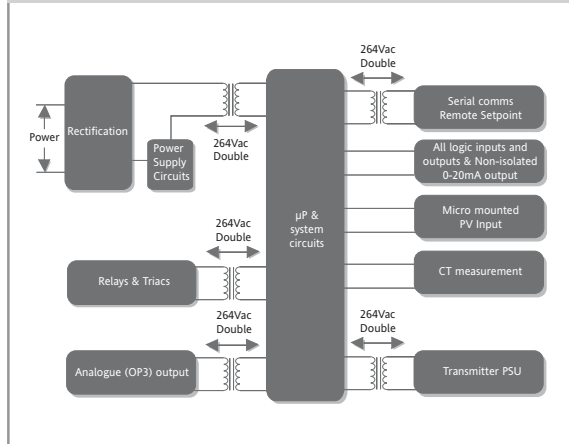 264Vac
Double
Serial comms
Remote Setpoint
Power
Rectification
Power
Supply
Circuits
264Vac
Double
All logic inputs and
outputs & Non-isolated
0-20mA output
µP &
system
circuits
Micro mounted
PV Input
264Vac
Double
Relays & Triacs
CT measurement
264Vac
Double
Analogue (OP3) output
264Vac
Double
Transmitter PSU